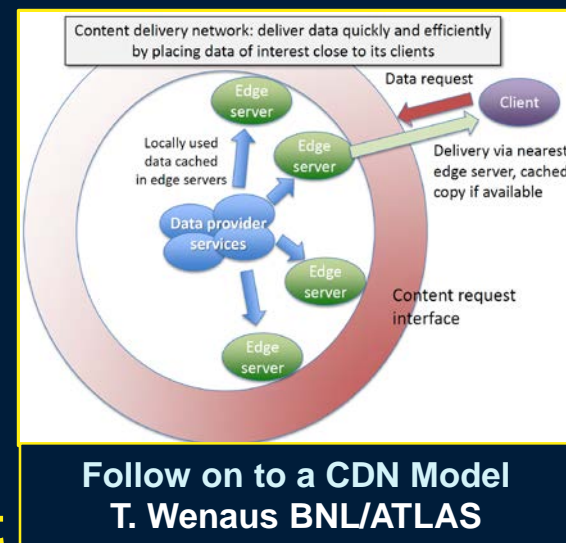 Content delivery network: deliver data quickly and efficiently
by placing data of interest close to its clients
Data request
Edge
server
Client
Locally used
data cached
in edge servers
Edge
server
Delivery via nearest
edge server, cached
copy if available
Data provider
services
Edge
server
Content request
interface
Edge
server
Follow on to a CDN Model
T. Wenaus BNL/ATLAS